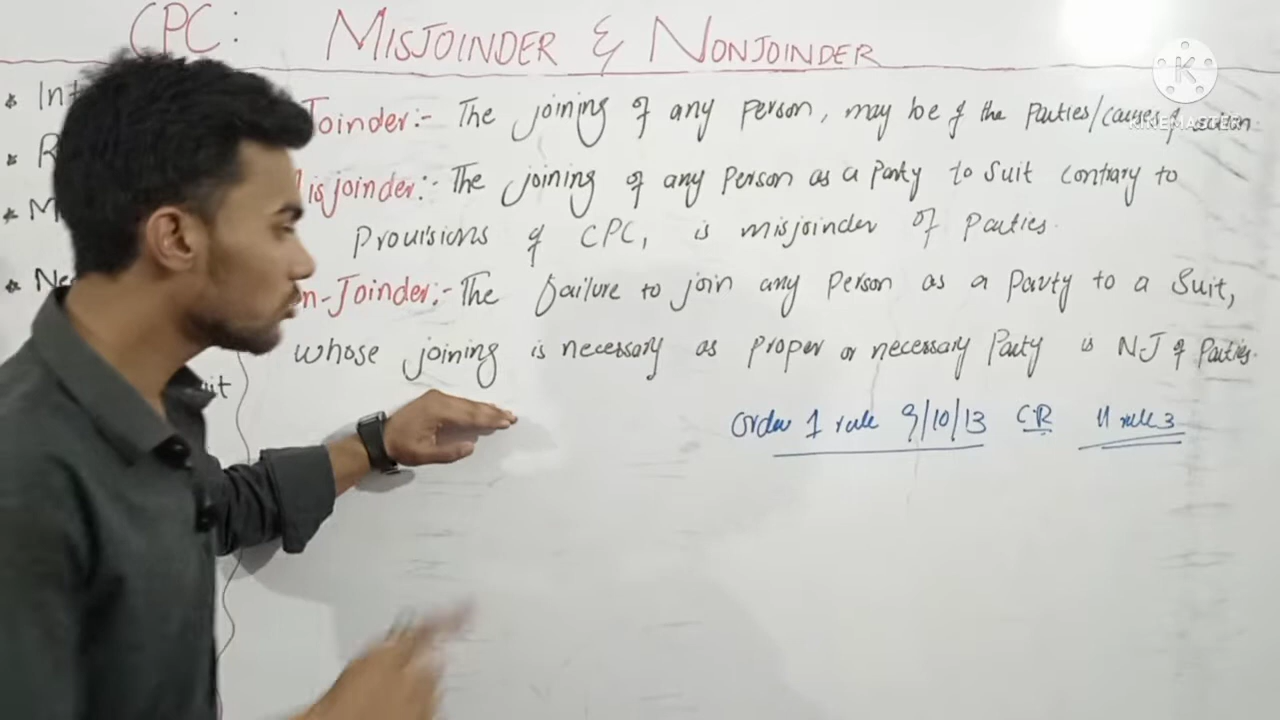 CPC: MISJOINDER & NONJOINDER
* Int
Joinder:- The joining of any person, may be of the Parties/causes of action
* R
isjoinder:- The joining of any Person as a Party to Suit contrary to
* M
Provisions of CPC, is misjoinder of Parties.
* Ne
n-Joinder:- The failure to join any Person as a Party to a Suit,
whose joining is necessary as proper or necessary Party is NJ of Parties.
uit
Order 1 rule 9/10/13 CR 11 rule 3
K
KINEMASTER